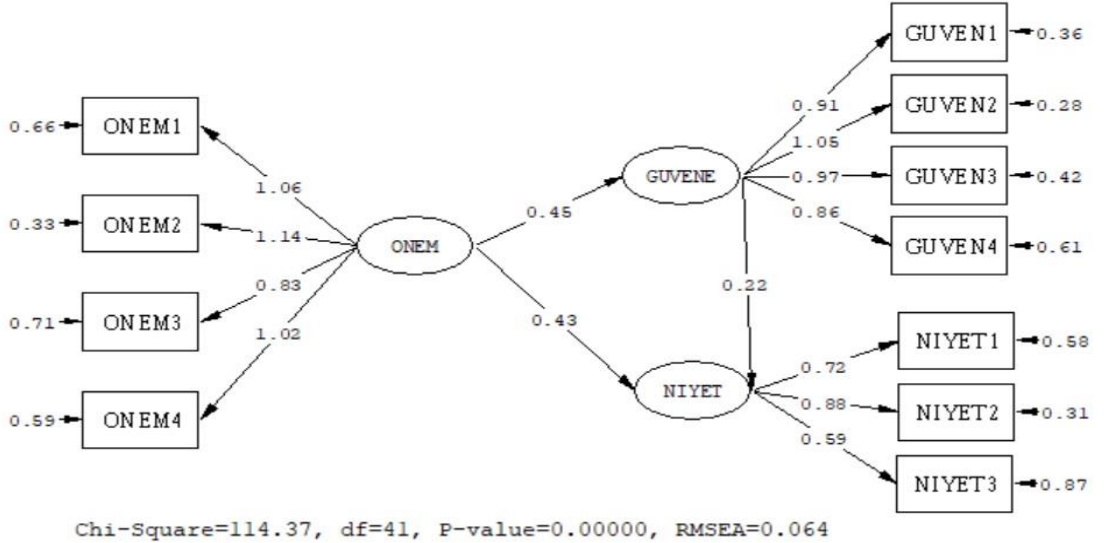 GUVEN1
0.36
0.91
GUVEN2
0.28
1.05
GUVEN3
0.42
0.97
GUVEN4
0.61
0.86
0.66
ONEM1
1.06
0.33
ONEM2
1.14
0.71
ONEM3
0.83
0.59
ONEM4
1.02
ONEM
0.45
GUVENE
0.43
0.22
NIYET
0.72
NIYET1
0.58
0.88
NIYET2
0.31
0.59
NIYET3
0.87
Chi-Square=114.37, df=41, P-value=0.00000, RMSEA=0.064